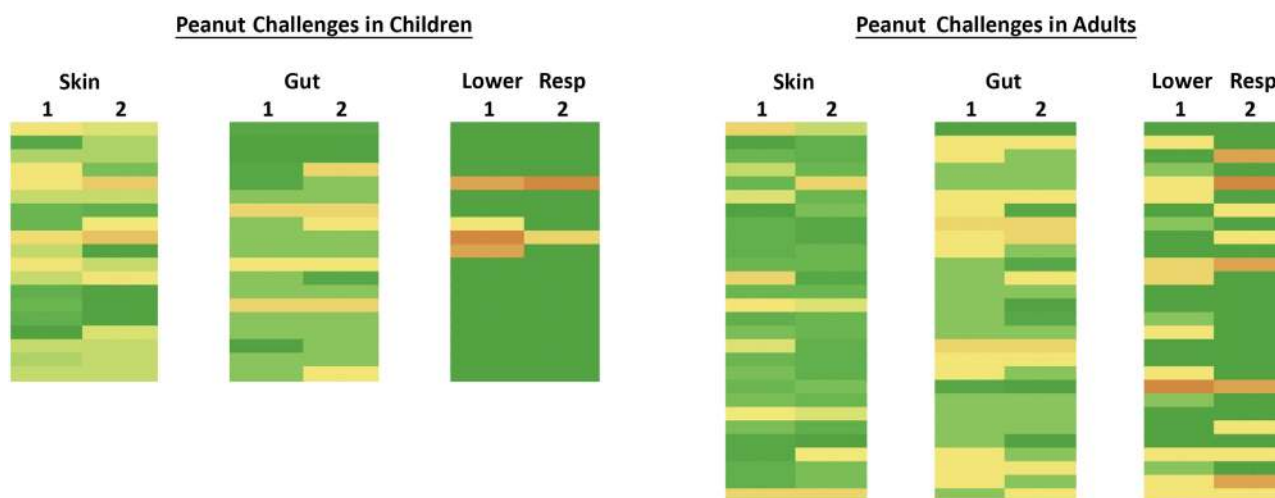 Peanut Challenges in Children
Skin Gut Lower Resp
1 2 1 2 1 2
Peanut Challenges in Adults
Skin Gut Lower Resp
1 2 1 2 1 2